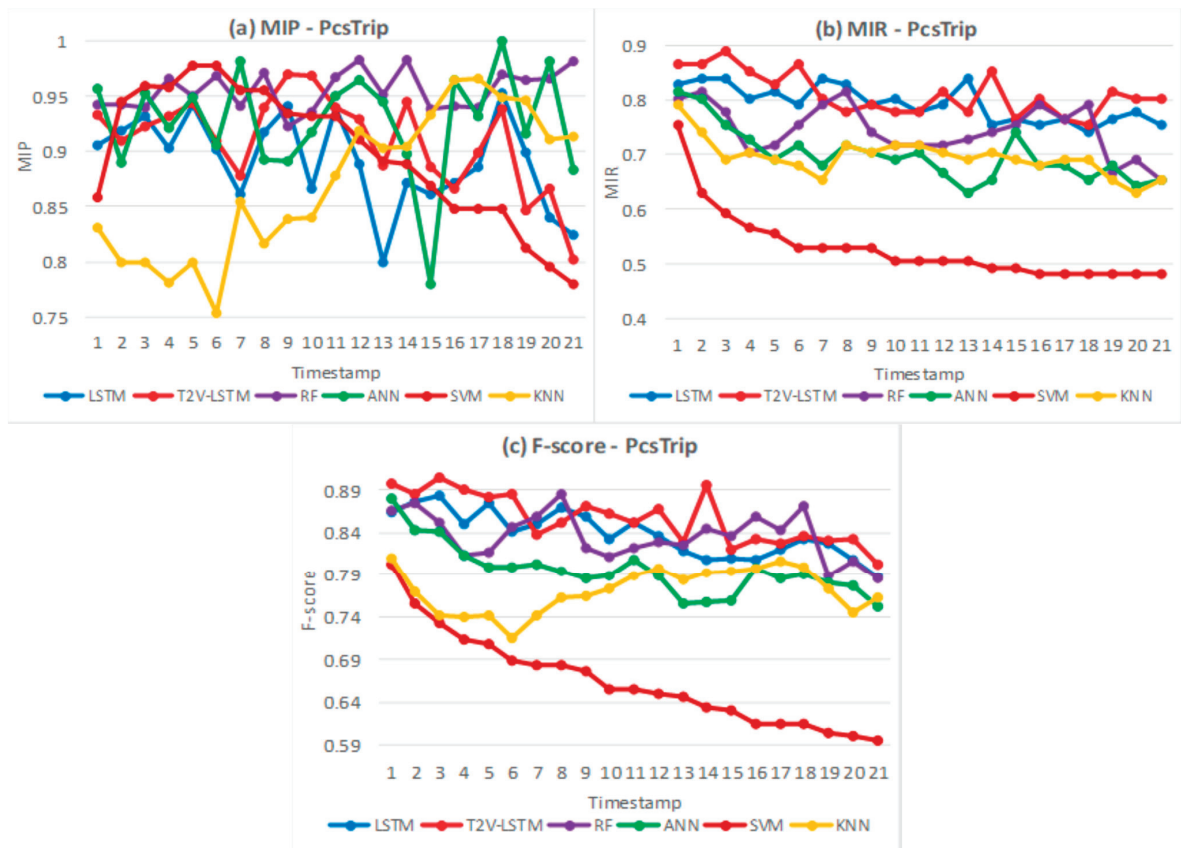 (a) MIP - PcsTrip
1
0.95
0.9
0.85
0.8
0.75
MIP
1 2 3 4 5 6 7 8 9 10 11 12 13 14 15 16 17 18 19 20 21
Timestamp
LSTM T2V-LSTM RF ANN SVM KNN
(b) MIR - PcsTrip
0.9
0.8
0.7
0.6
0.5
0.4
MIR
1 2 3 4 5 6 7 8 9 10 11 12 13 14 15 16 17 18 19 20 21
Timestamp
LSTM T2V-LSTM RF ANN SVM KNN
(c) F-score - PcsTrip
0.89
0.84
0.79
0.74
0.69
0.64
0.59
F-score
1 2 3 4 5 6 7 8 9 10 11 12 13 14 15 16 17 18 19 20 21
Timestamp
LSTM T2V-LSTM RF ANN SVM KNN